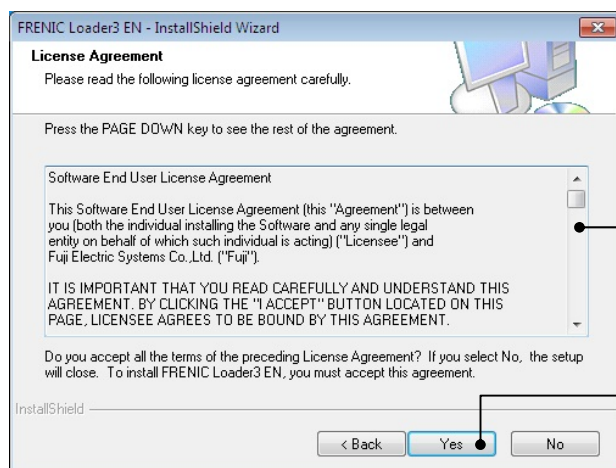 FRENIC Loader3 EN - InstallShield Wizard
License Agreement
Please read the following license agreement carefully.
Press the PAGE DOWN key to see the rest of the agreement.
Software End User License Agreement
This Software End User License Agreement (this "Agreement") is between
you (both the individual installing the Software and any single legal
entity on behalf of which such individual is acting) ("Licensee") and
Fuji Electric Systems Co.,Ltd. ("Fuji").
IT IS IMPORTANT THAT YOU READ CAREFULLY AND UNDERSTAND THIS
AGREEMENT. BY CLICKING THE "I ACCEPT" BUTTON LOCATED ON THIS
PAGE, LICENSEE AGREES TO BE BOUND BY THIS AGREEMENT.
Do you accept all the terms of the preceding License Agreement? If you select No, the setup
will close. To install FRENIC Loader3 EN, you must accept this agreement.
InstallShield
< Back Yes No